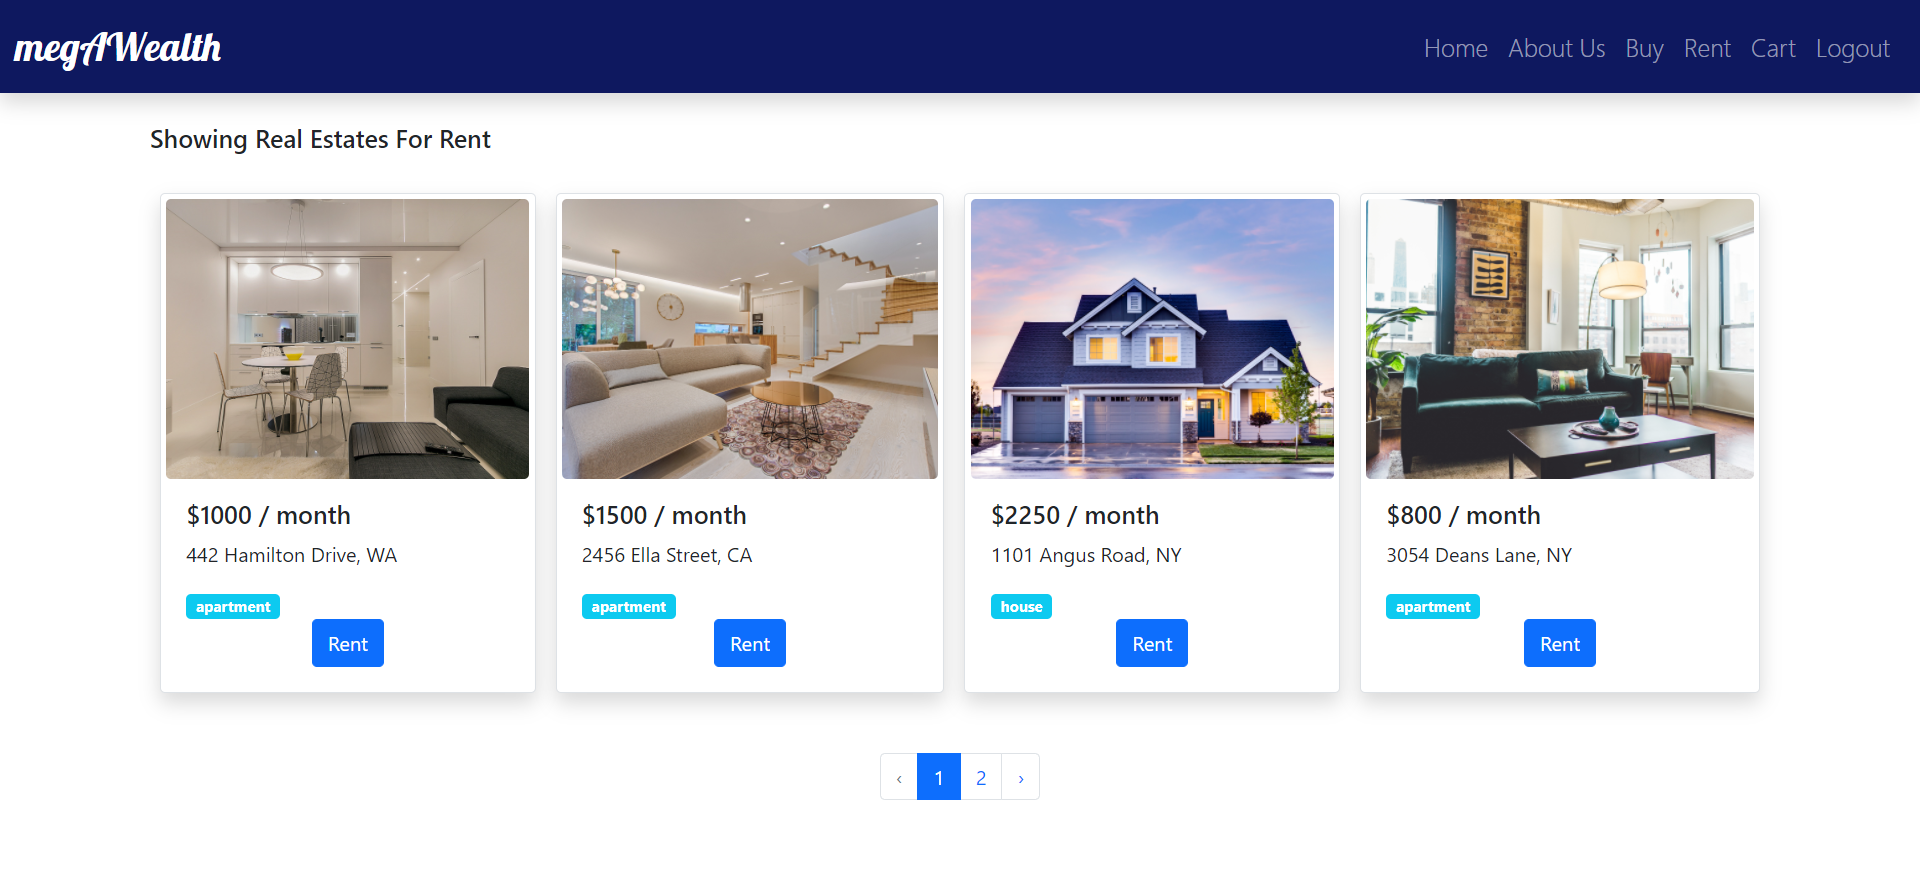 megAWealth
Home About Us Buy Rent Cart Logout
Showing Real Estates For Rent
$1000 / month
442 Hamilton Drive, WA
apartment
Rent
$1500 / month
2456 Ella Street, CA
apartment
Rent
$2250 / month
1101 Angus Road, NY
house
Rent
$800 / month
3054 Deans Lane, NY
apartment
Rent
‹ 1 2 ›